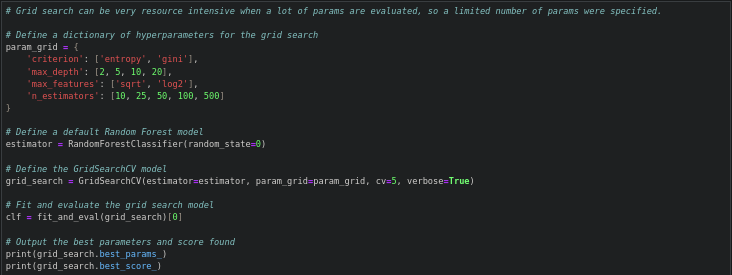 # Grid search can be very resource intensive when a lot of params are evaluated, so a limited number of params were specified.

# Define a dictionary of hyperparameters for the grid search
param_grid = {
    'criterion': ['entropy', 'gini'],
    'max_depth': [2, 5, 10, 20],
    'max_features': ['sqrt', 'log2'],
    'n_estimators': [10, 25, 50, 100, 500]
}

# Define a default Random Forest model
estimator = RandomForestClassifier(random_state=0)

# Define the GridSearchCV model
grid_search = GridSearchCV(estimator=estimator, param_grid=param_grid, cv=5, verbose=True)

# Fit and evaluate the grid search model
clf = fit_and_eval(grid_search)[0]

# Output the best parameters and score found
print(grid_search.best_params_)
print(grid_search.best_score_)